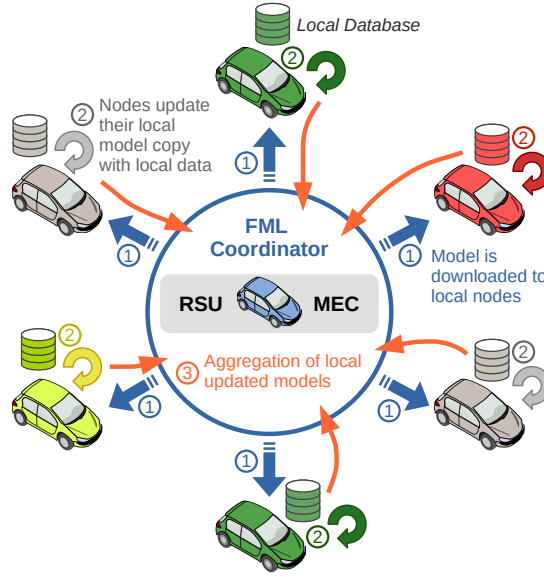 Local Database
②
② Nodes update
their local
model copy
with local data
②
①
①
FML
Coordinator
① Model is
downloaded to
local nodes
RSU MEC
②
②
③ Aggregation of local
updated models
①
①
①
②